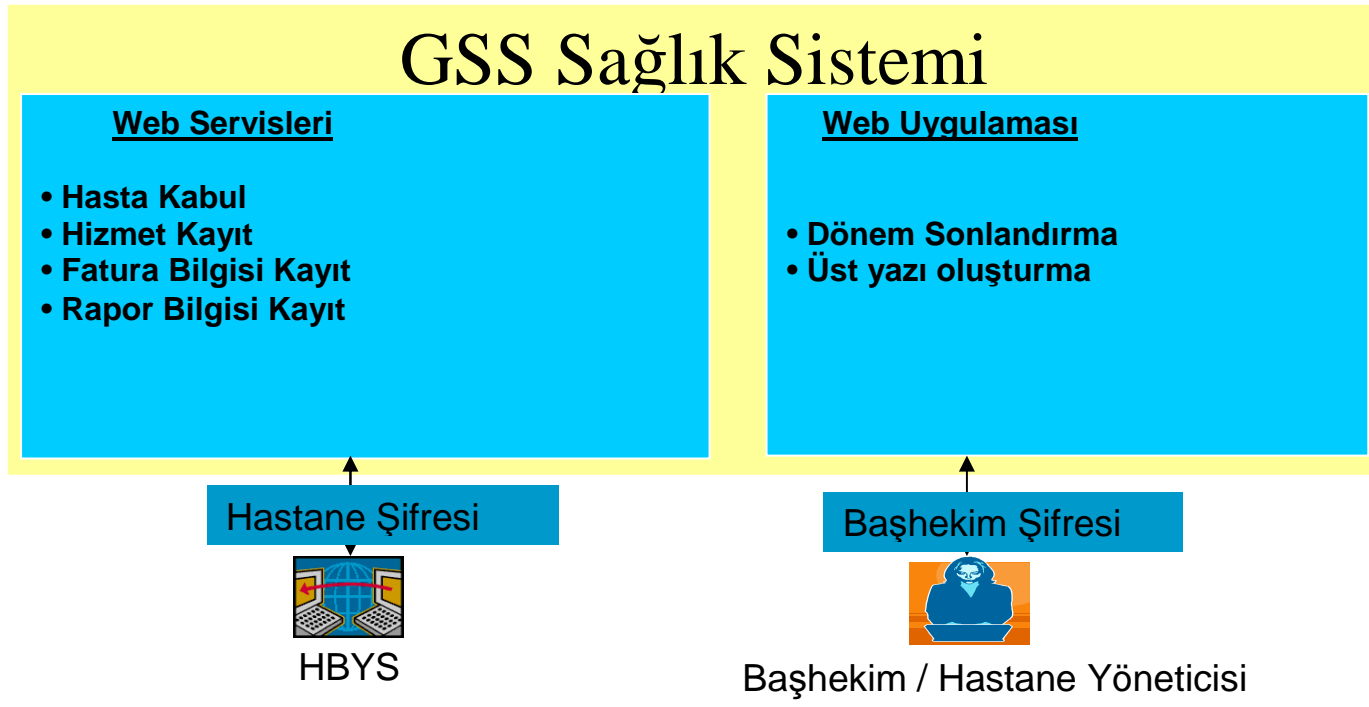 GSS Sağlık Sistemi
Web Servisleri
• Hasta Kabul
• Hizmet Kayıt
• Fatura Bilgisi Kayıt
• Rapor Bilgisi Kayıt
Web Uygulaması
• Dönem Sonlandırma
• Üst yazı oluşturma
Hastane Şifresi
HBYS
Başhekim Şifresi
Başhekim / Hastane Yöneticisi